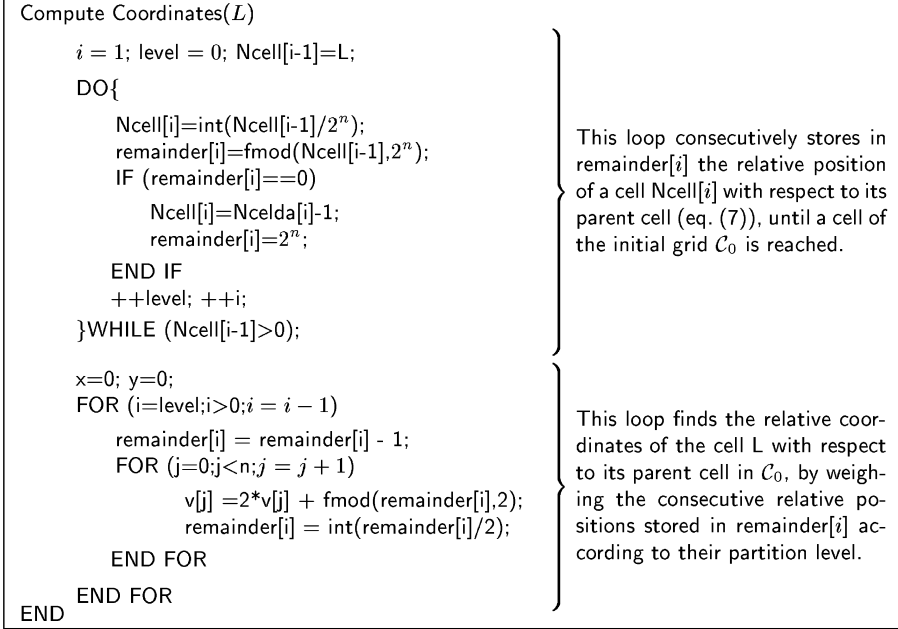 Compute Coordinates(L)
i = 1; level = 0; Ncell[i-1]=L;
DO{
Ncell[i]=int(Ncell[i-1]/2ⁿ);
remainder[i]=fmod(Ncell[i-1],2ⁿ);
IF (remainder[i]==0)
Ncell[i]=Ncelda[i]-1;
remainder[i]=2ⁿ;
END IF
++level; ++i;
}WHILE (Ncell[i-1]>0);
This loop consecutively stores in
remainder[i] the relative position
of a cell Ncell[i] with respect to its
parent cell (eq. (7)), until a cell of
the initial grid C₀ is reached.
x=0; y=0;
FOR (i=level;i>0;i = i − 1)
remainder[i] = remainder[i] - 1;
FOR (j=0;j<n;j = j + 1)
v[j] =2*v[j] + fmod(remainder[i],2);
remainder[i] = int(remainder[i]/2);
END FOR
END FOR
END
This loop finds the relative coor-
dinates of the cell L with respect
to its parent cell in C₀, by weigh-
ing the consecutive relative po-
sitions stored in remainder[i] ac-
cording to their partition level.